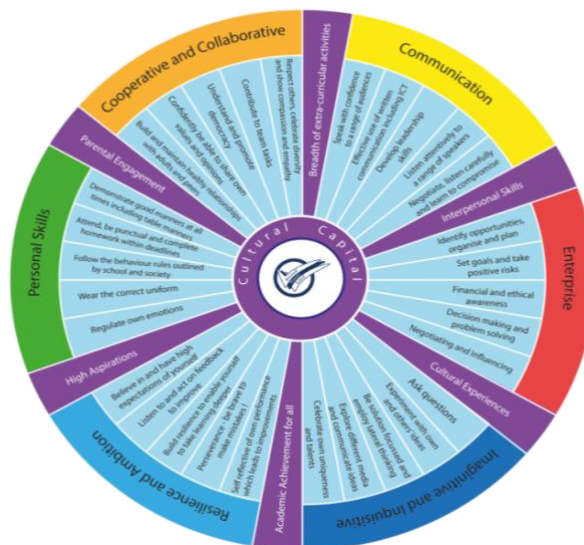 Cultural Capital
Breadth of extra-curricular activities
Communication
Speak with confidence
to a range of audiences
Effective use of written
communication including ICT
Develop leadership
skills
Listen attentively to
a range of speakers
Negotiate, listen carefully
and learn to compromise
Interpersonal Skills
Enterprise
Identify opportunities,
organise and plan
Set goals and take
positive risks
Financial and ethical
awareness
Decision making and
problem solving
Negotiating and influencing
Cultural Experiences
Imaginitive and Inquisitive
Ask questions
Experiment with own
and others ideas
Be solution focussed and
employ lateral thinking
Explore different media
and communicate ideas
Celebrate own uniqueness
and talents
Academic Achievement for all
Resilience and Ambition
Self reflective of own performance
which leads to improvements
Perseverance - be brave to
make mistakes !
Build resilience to enable yourself
to take learning deeper
Listen to and act on feedback
to improve
Believe in and have high
expectations of yourself
High Aspirations
Personal Skills
Regulate own emotions
Wear the correct uniform
Follow the behaviour rules outlined
by school and society
Attend, be punctual and complete
homework within deadlines
Demonstrate good manners at all
times including table manners
Parental Engagement
Cooperative and Collaborative
Build and maintain healthy relationships
with adults and peers
Confidently be able to share own
values and opinions
Understand and promote
democracy
Contribute to team tasks
Respect others, celebrate diversity
and show compassion and empathy